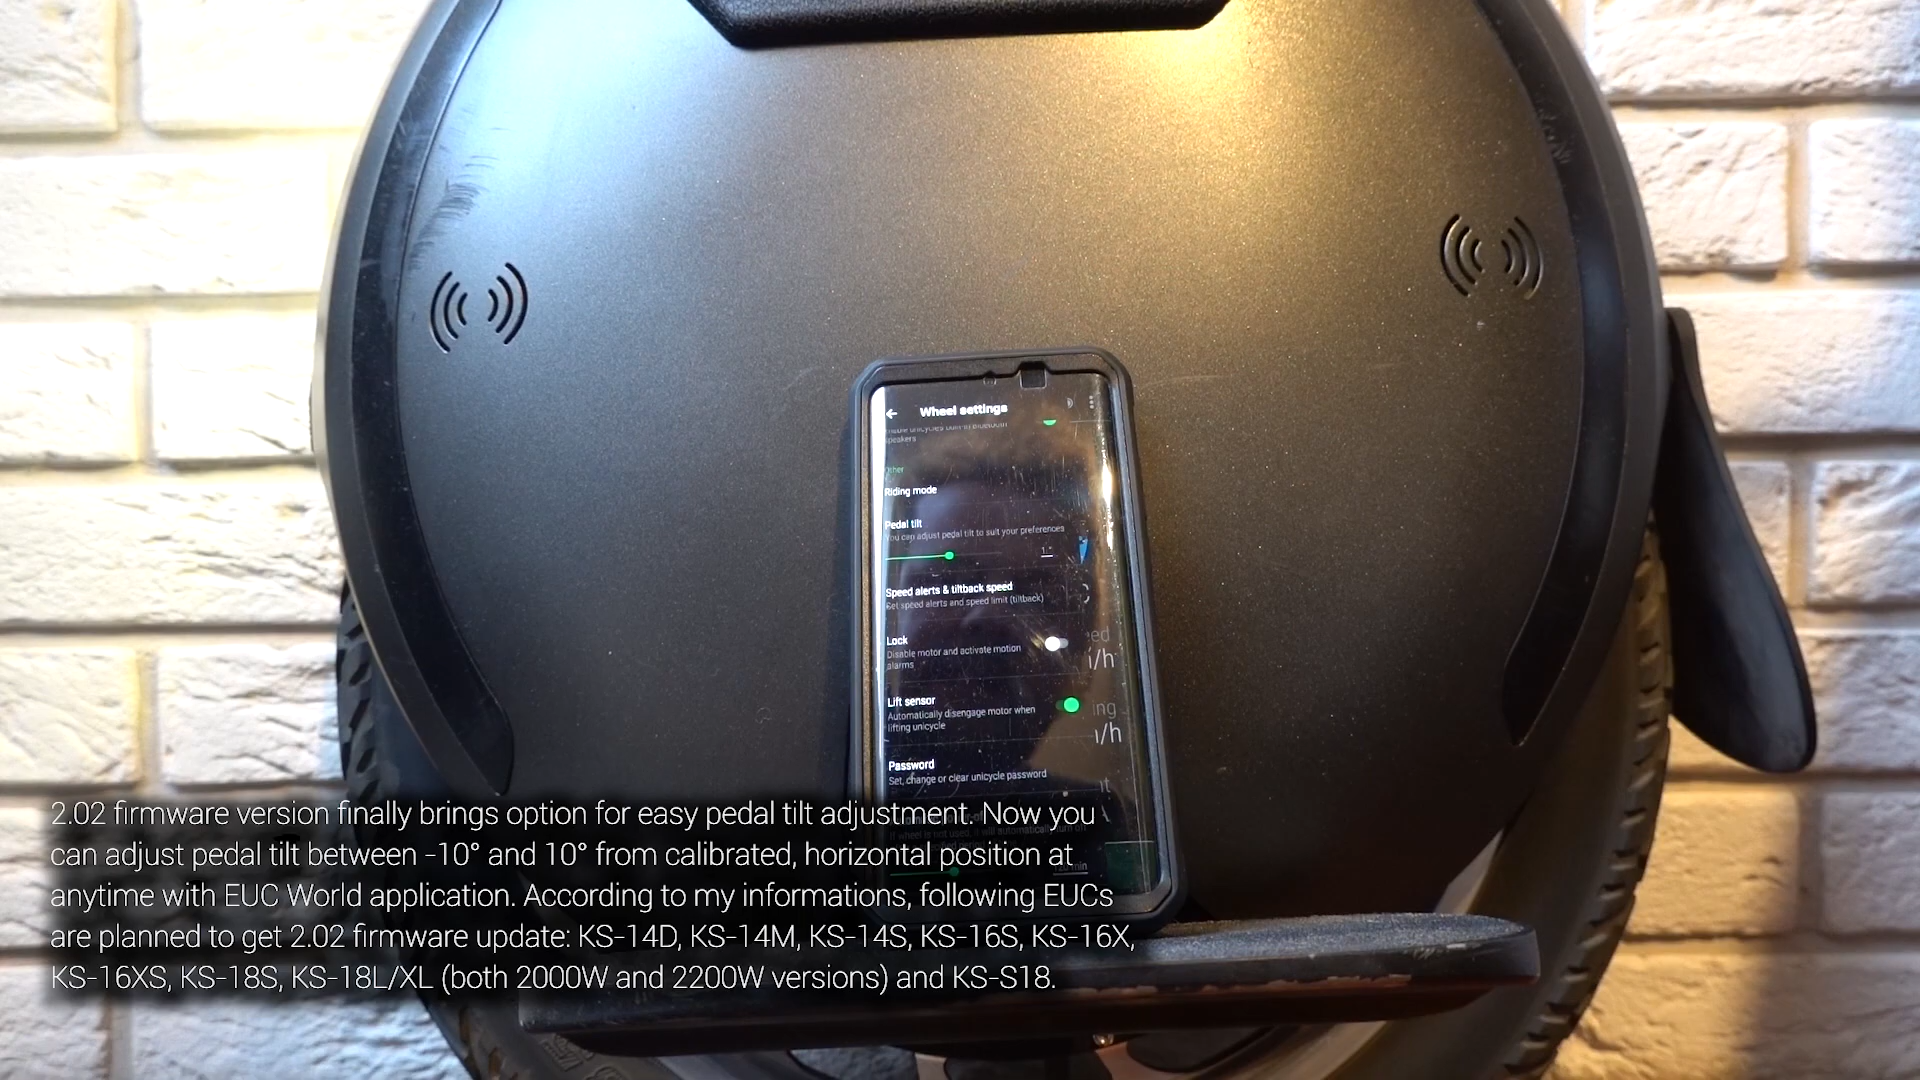 Wheel settings
speakers
Other
Riding mode
Pedal tilt
You can adjust pedal tilt to suit your preferences
Speed alerts & tiltback speed
Set speed alerts and speed limit (tiltback)
Lock
Disable motor and activate motion
alarms
Lift sensor
Automatically disengage motor when
lifting unicycle
Password
Set, change or clear unicycle password
2.02 firmware version finally brings option for easy pedal tilt adjustment. Now you
can adjust pedal tilt between -10° and 10° from calibrated, horizontal position at
anytime with EUC World application. According to my informations, following EUCs
are planned to get 2.02 firmware update: KS-14D, KS-14M, KS-14S, KS-16S, KS-16X,
KS-16XS, KS-18S, KS-18L/XL (both 2000W and 2200W versions) and KS-S18.